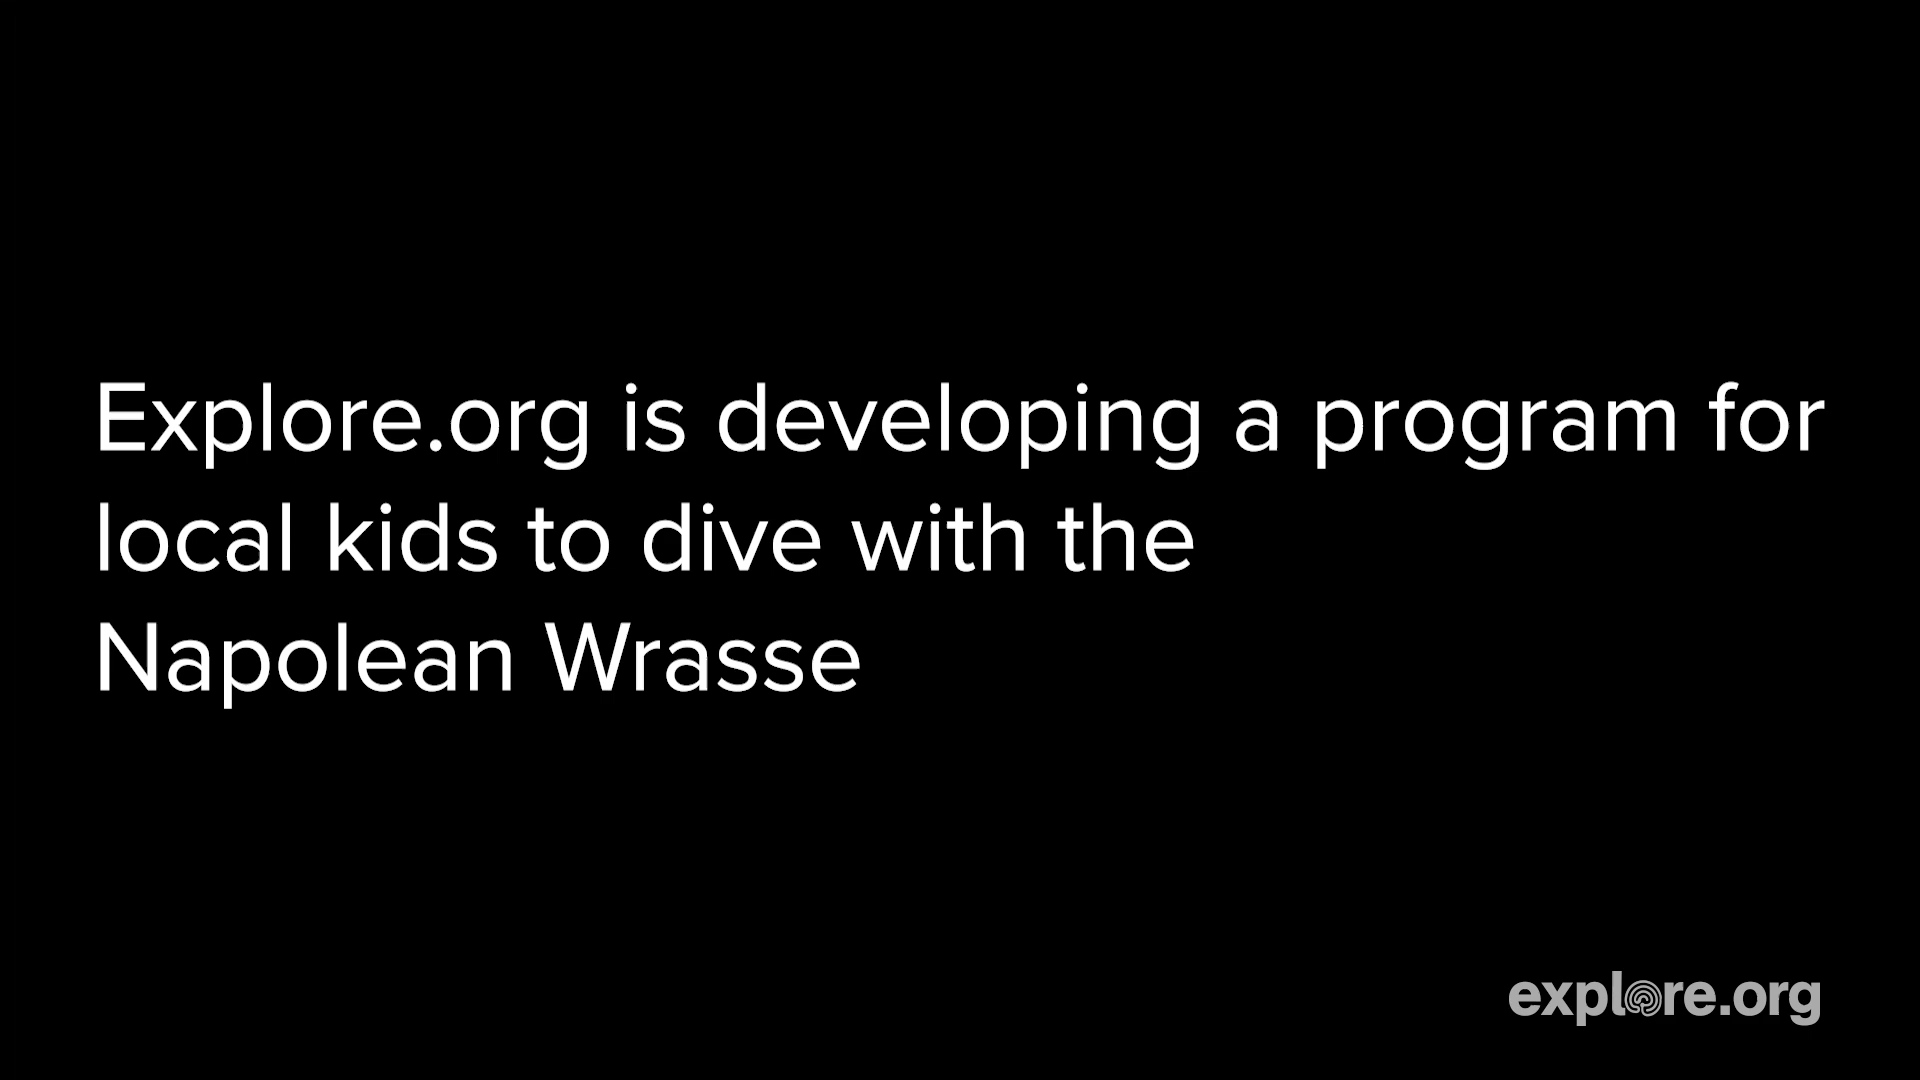 Explore.org is developing a program for
local kids to dive with the
Napolean Wrasse
explore.org